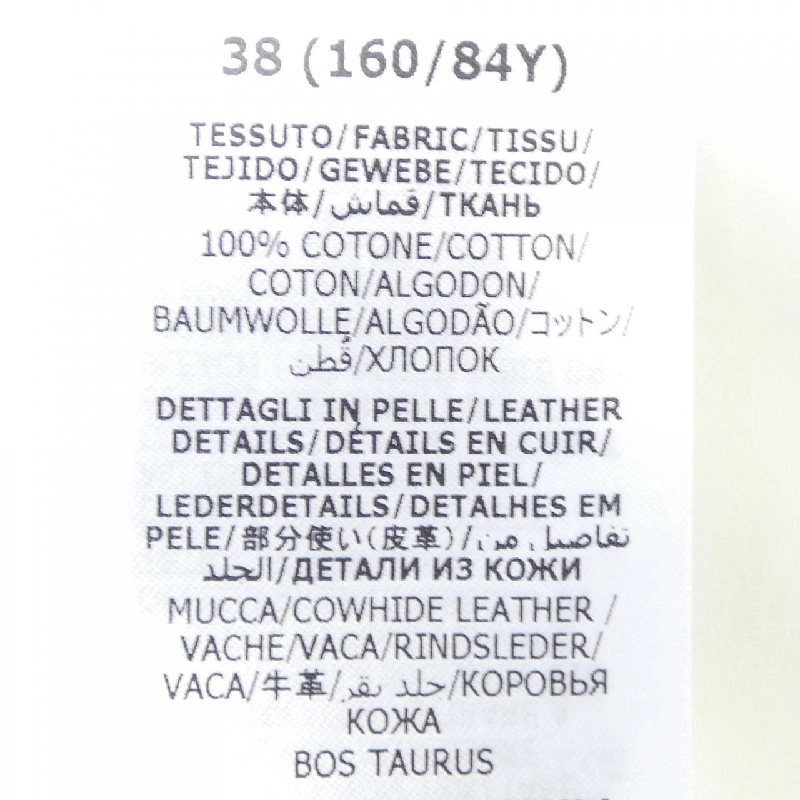 38 (160/84Y)
TESSUTO/FABRIC/TISSU/
TEJIDO/GEWEBE/TECIDO/
本体/قماش/ТКАНЬ
100% COTONE/COTTON/
COTON/ALGODON/
BAUMWOLLE/ALGODÃO/コットン/
قُطن/ХЛОПОК
DETTAGLI IN PELLE/LEATHER
DETAILS/DÉTAILS EN CUIR/
DETALLES EN PIEL/
LEDERDETAILS/DETALHES EM
PELE/部分使い(皮革)/تفاصيل من
الجلد/ДЕТАЛИ ИЗ КОЖИ
MUCCA/COWHIDE LEATHER /
VACHE/VACA/RINDSLEDER/
VACA/牛革/جلد بقر/КОРОВЬЯ
КОЖА
BOS TAURUS